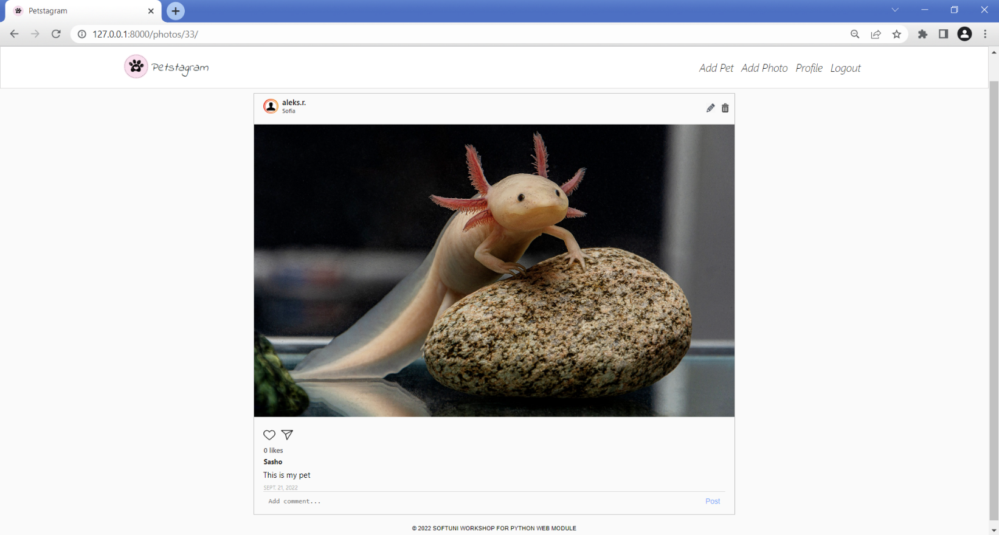 Petstagram
127.0.0.1:8000/photos/33/
Petstagram
Add Pet Add Photo Profile Logout
aleks.r.
Sofia
0 likes
Sasho
This is my pet
SEPT. 21, 2022
Add comment...
Post
© 2022 SOFTUNI WORKSHOP FOR PYTHON WEB MODULE